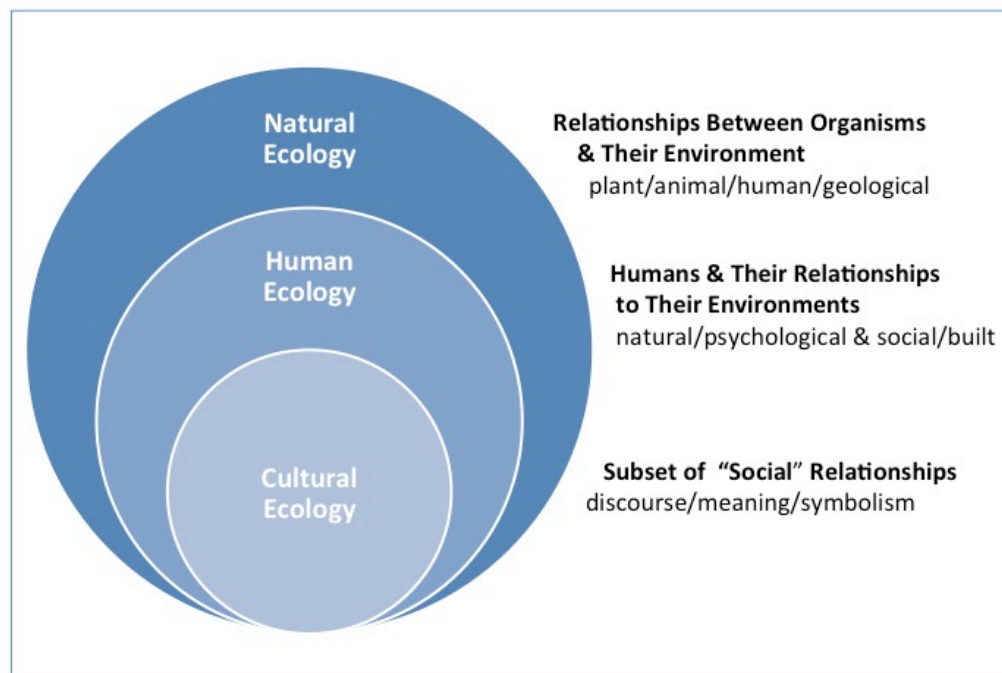 Natural
Ecology
Relationships Between Organisms
& Their Environment
plant/animal/human/geological
Human
Ecology
Humans & Their Relationships
to Their Environments
natural/psychological & social/built
Cultural
Ecology
Subset of “Social” Relationships
discourse/meaning/symbolism